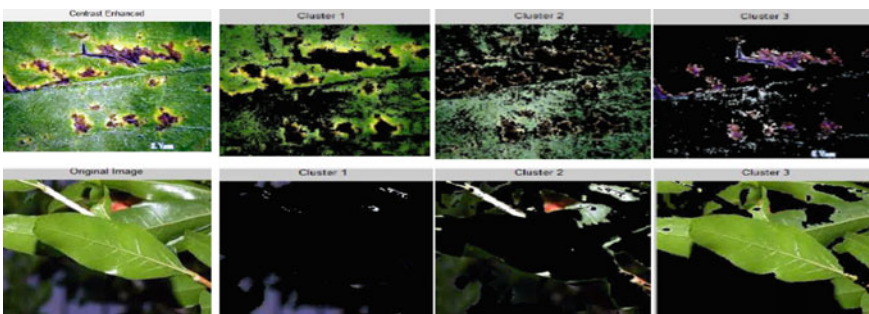 Contrast Enhanced
Cluster 1
Cluster 2
Cluster 3
Original Image
Cluster 1
Cluster 2
Cluster 3